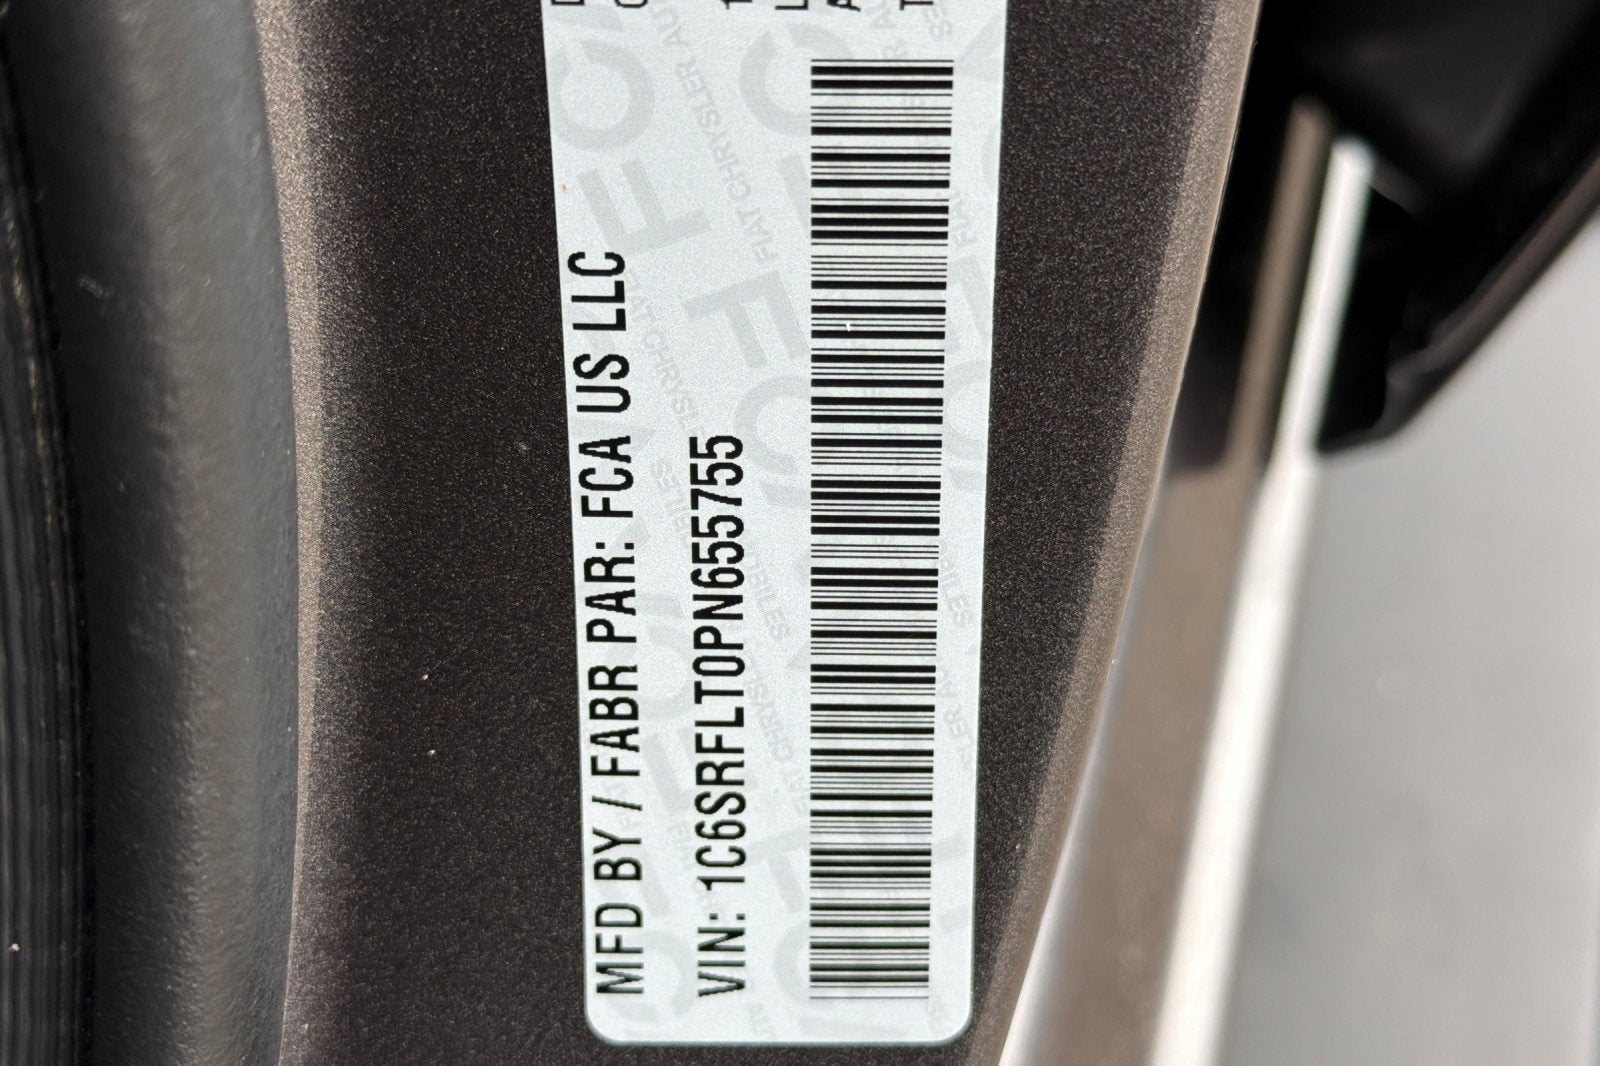 MFD BY / FABR PAR: FCA US LLC
VIN: 1C6SRFLT0PN655755